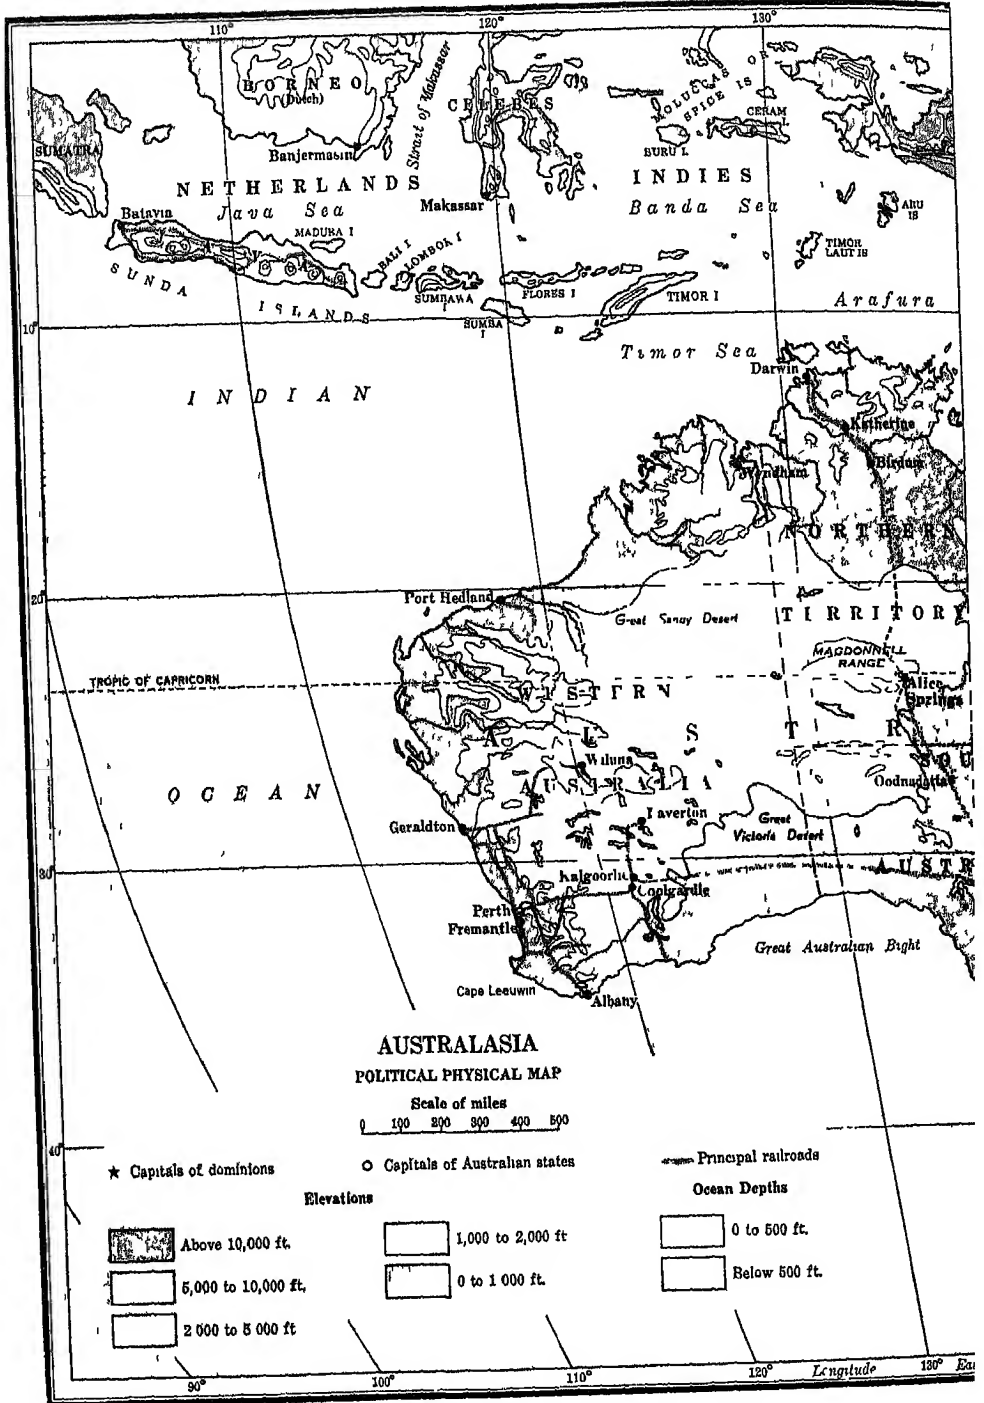 110° 120° 130°
BORNEO
(Dutch)
Strait of Makassar
CELEBES
MOLUCCAS OR
SPICE IS
CERAM
I.
SUMATRA
Banjermasin
BURU I.
NETHERLANDS INDIES
Makassar
Batavia
Java Sea
Banda Sea
ARU
IS
MADURA I
BALI I
LOMBOK I
TIMOR
LAUT IS
SUNDA
ISLANDS
SUMBAWA
I
FLORES I
TIMOR I
SUMBA
I
Arafura
10°
Timor Sea
Darwin
INDIAN
Katherine
Birdum
Wyndham
NORTHERN
20°
Port Hedland
Great Sandy Desert
TIRRITORY
MACDONNELL
RANGE
TROPIC OF CAPRICORN
WISTIRN
Alice
Springs
A U S T R
Wiluna
SOU
Oodnadatta
AUSTRALIA
OCEAN
Laverton
Geraldton
Great
Victoria Desert
30°
AUSTR
Kalgoorlie
Coolgardie
Perth
Fremantle
Great Australian Bight
Cape Leeuwin
Albany
AUSTRALASIA
POLITICAL PHYSICAL MAP
Scale of miles
0 100 200 300 400 500
40°
★ Capitals of dominions
○ Capitals of Australian states
Principal railroads
Elevations
Ocean Depths
Above 10,000 ft.
1,000 to 2,000 ft
0 to 500 ft.
5,000 to 10,000 ft.
0 to 1 000 ft.
Below 500 ft.
2 000 to 5 000 ft
90° 100° 110° 120° Longitude 130° Eas